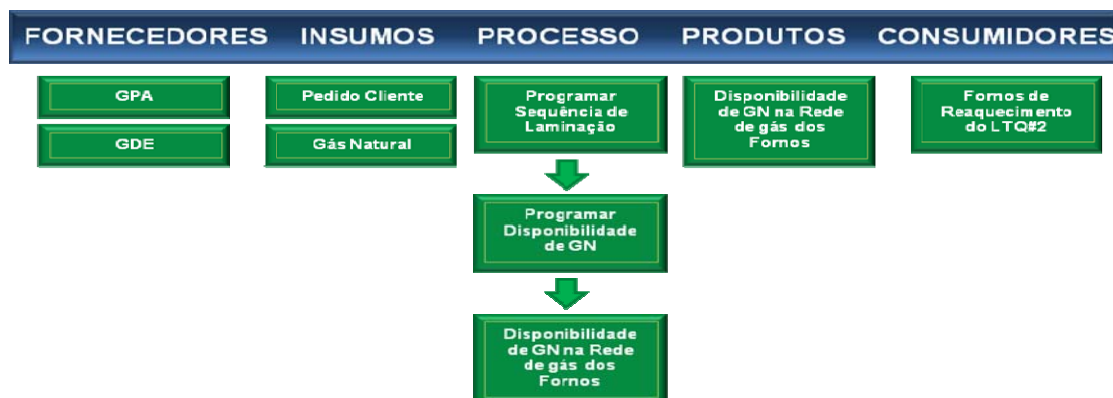 FORNECEDORES INSUMOS PROCESSO PRODUTOS CONSUMIDORES
GPA
GDE
Pedido Cliente
Gás Natural
Programar
Sequência de
Laminação
Programar
Disponibilidade
de GN
Disponibilidade
de GN na Rede
de gás dos
Fornos
Disponibilidade
de GN na Rede
de gás dos
Fornos
Fornos de
Reaquecimento
do LTQ#2